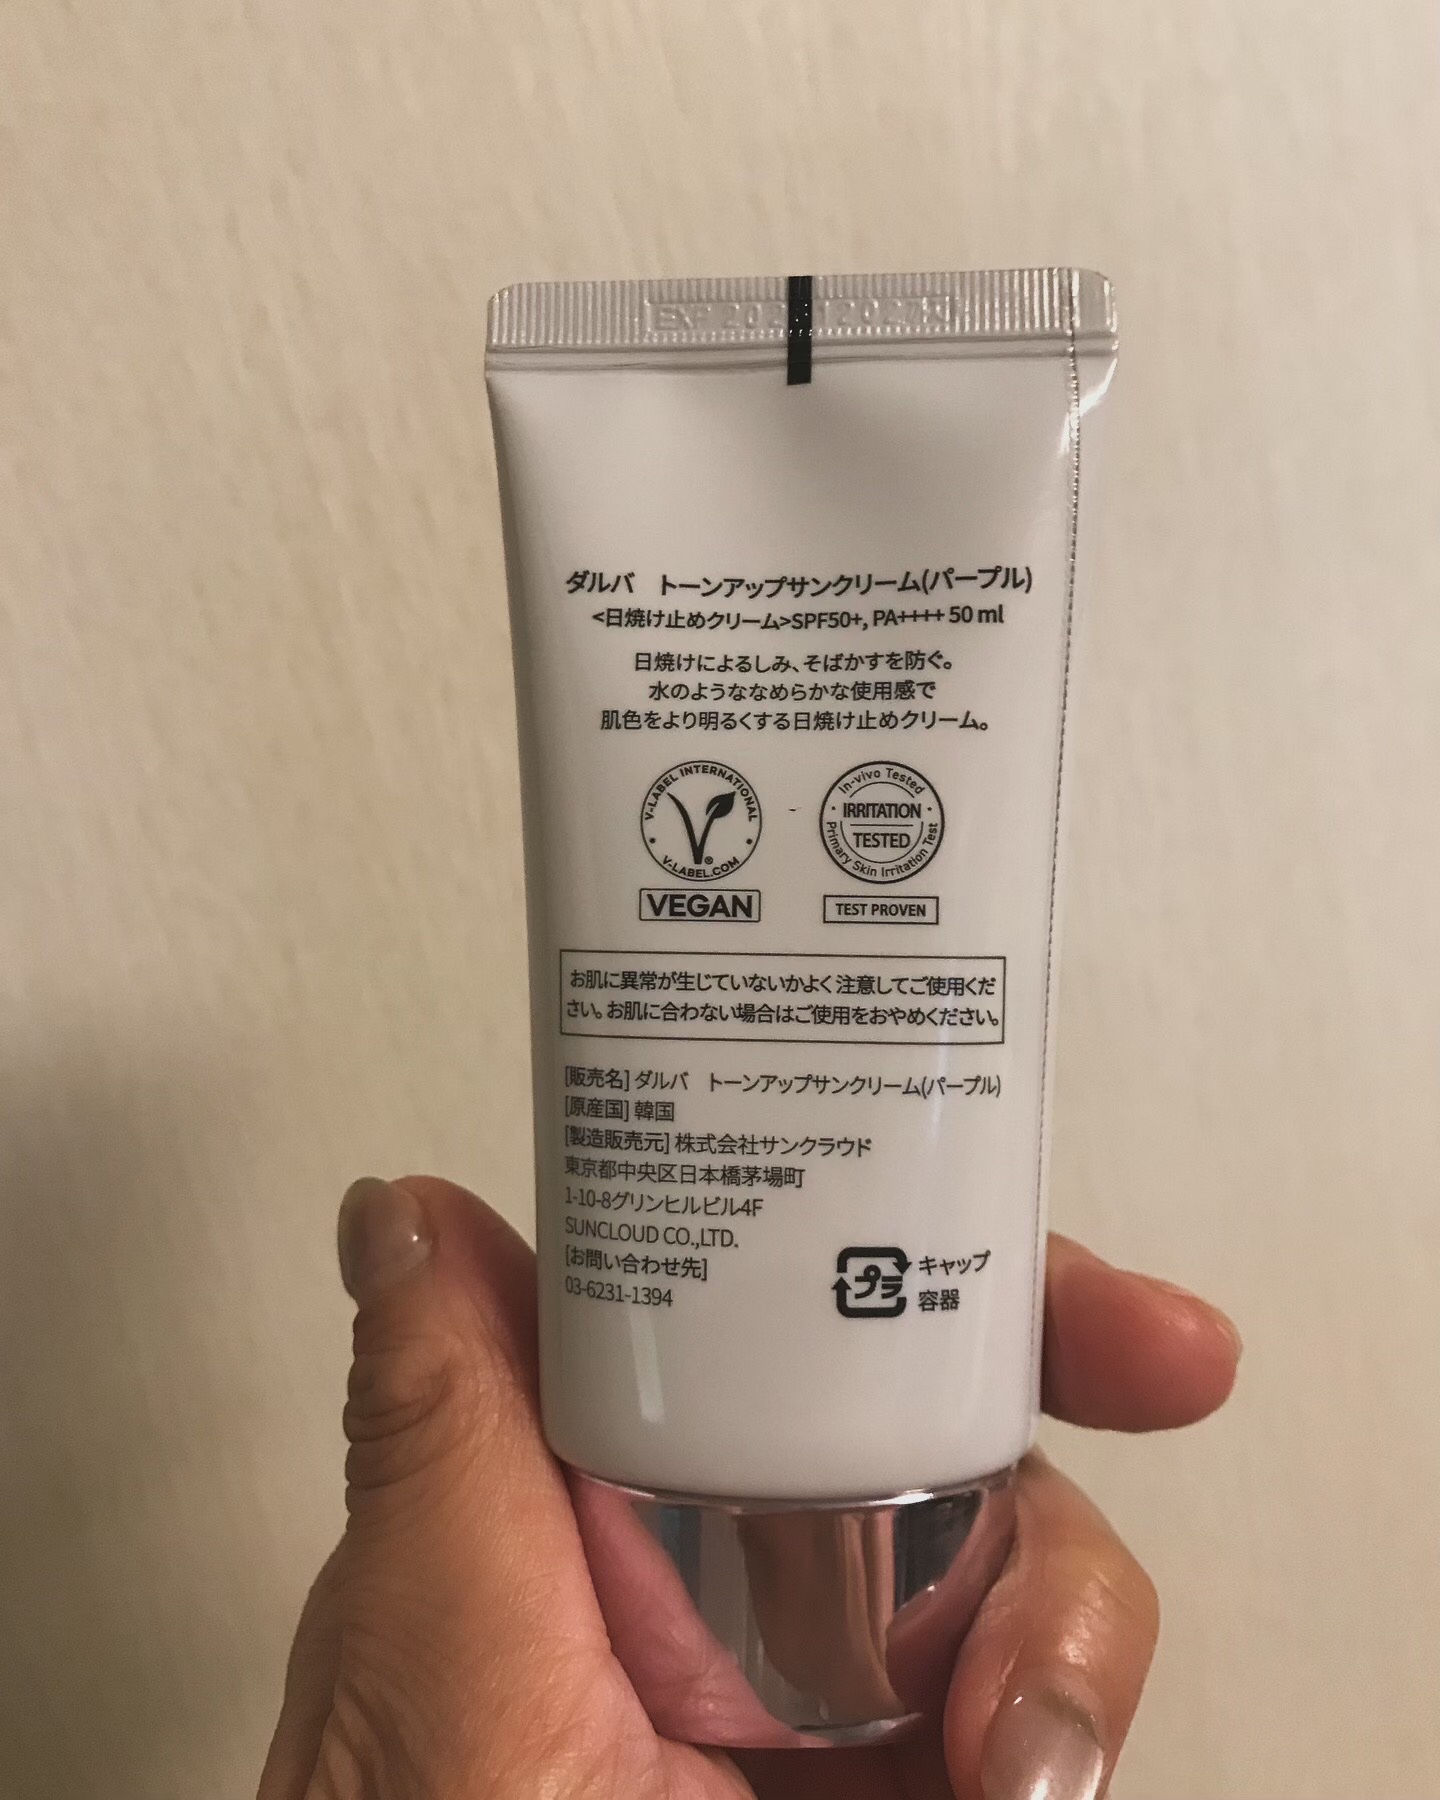 EXP
ダルバ　トーンアップサンクリーム(パープル)
<日焼け止めクリーム>SPF50+, PA++++ 50 ml
日焼けによるしみ、そばかすを防ぐ。
水のようななめらかな使用感で
肌色をより明るくする日焼け止めクリーム。
V-LABEL INTERNATIONAL
V-LABEL.COM
VEGAN
In-vivo Tested
IRRITATION
TESTED
Primary Skin Irritation Test
TEST PROVEN
お肌に異常が生じていないかよく注意してご使用くだ
さい。お肌に合わない場合はご使用をおやめください。
[販売名] ダルバ　トーンアップサンクリーム(パープル)
[原産国] 韓国
[製造販売元] 株式会社サンクラウド
東京都中央区日本橋茅場町
1-10-8グリンヒルビル4F
SUNCLOUD CO.,LTD.
[お問い合わせ先]
03-6231-1394
プラ
キャップ
容器